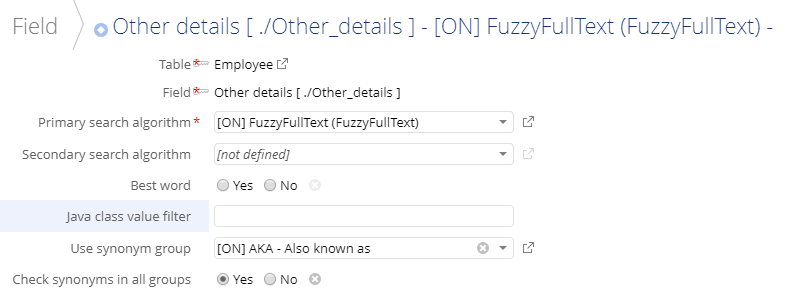 Field Other details [ ./Other_details ] - [ON] FuzzyFullText (FuzzyFullText) -
Table * Employee
Field * Other details [ ./Other_details ]
Primary search algorithm * [ON] FuzzyFullText (FuzzyFullText)
Secondary search algorithm [not defined]
Best word Yes No
Java class value filter
Use synonym group [ON] AKA - Also known as
Check synonyms in all groups Yes No